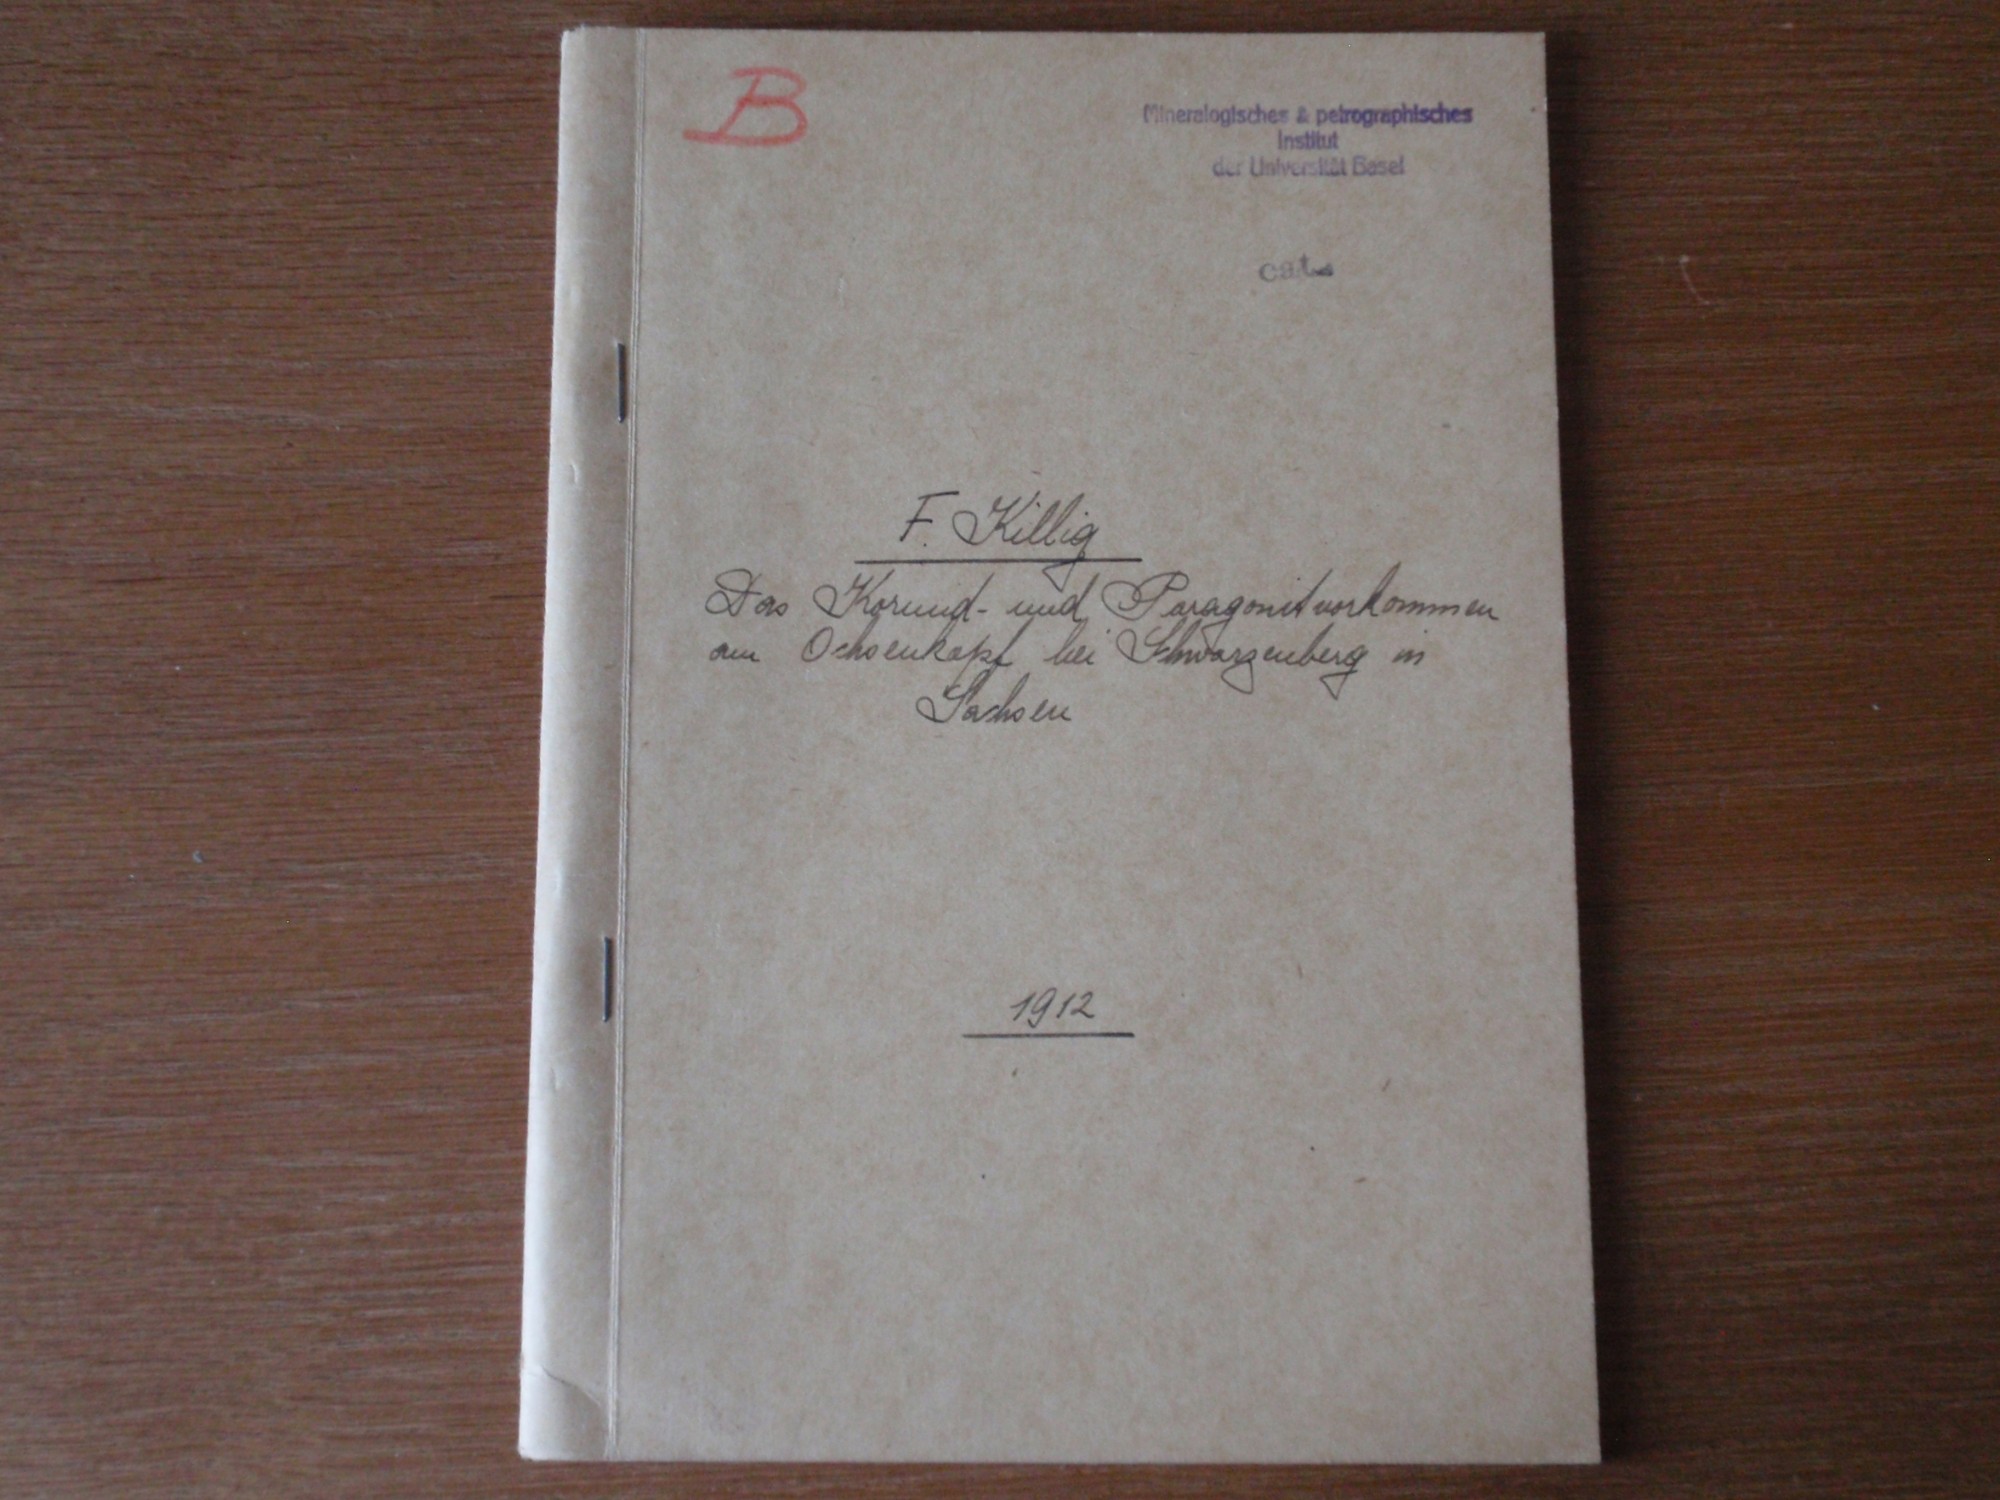 B
Mineralogisches & petrographisches
Institut
der Universität Basel
cat.
F. Killig
Das Korund- und Paragonitvorkommen
am Ochsenkopf bei Schwarzenberg in
Sachsen
1912